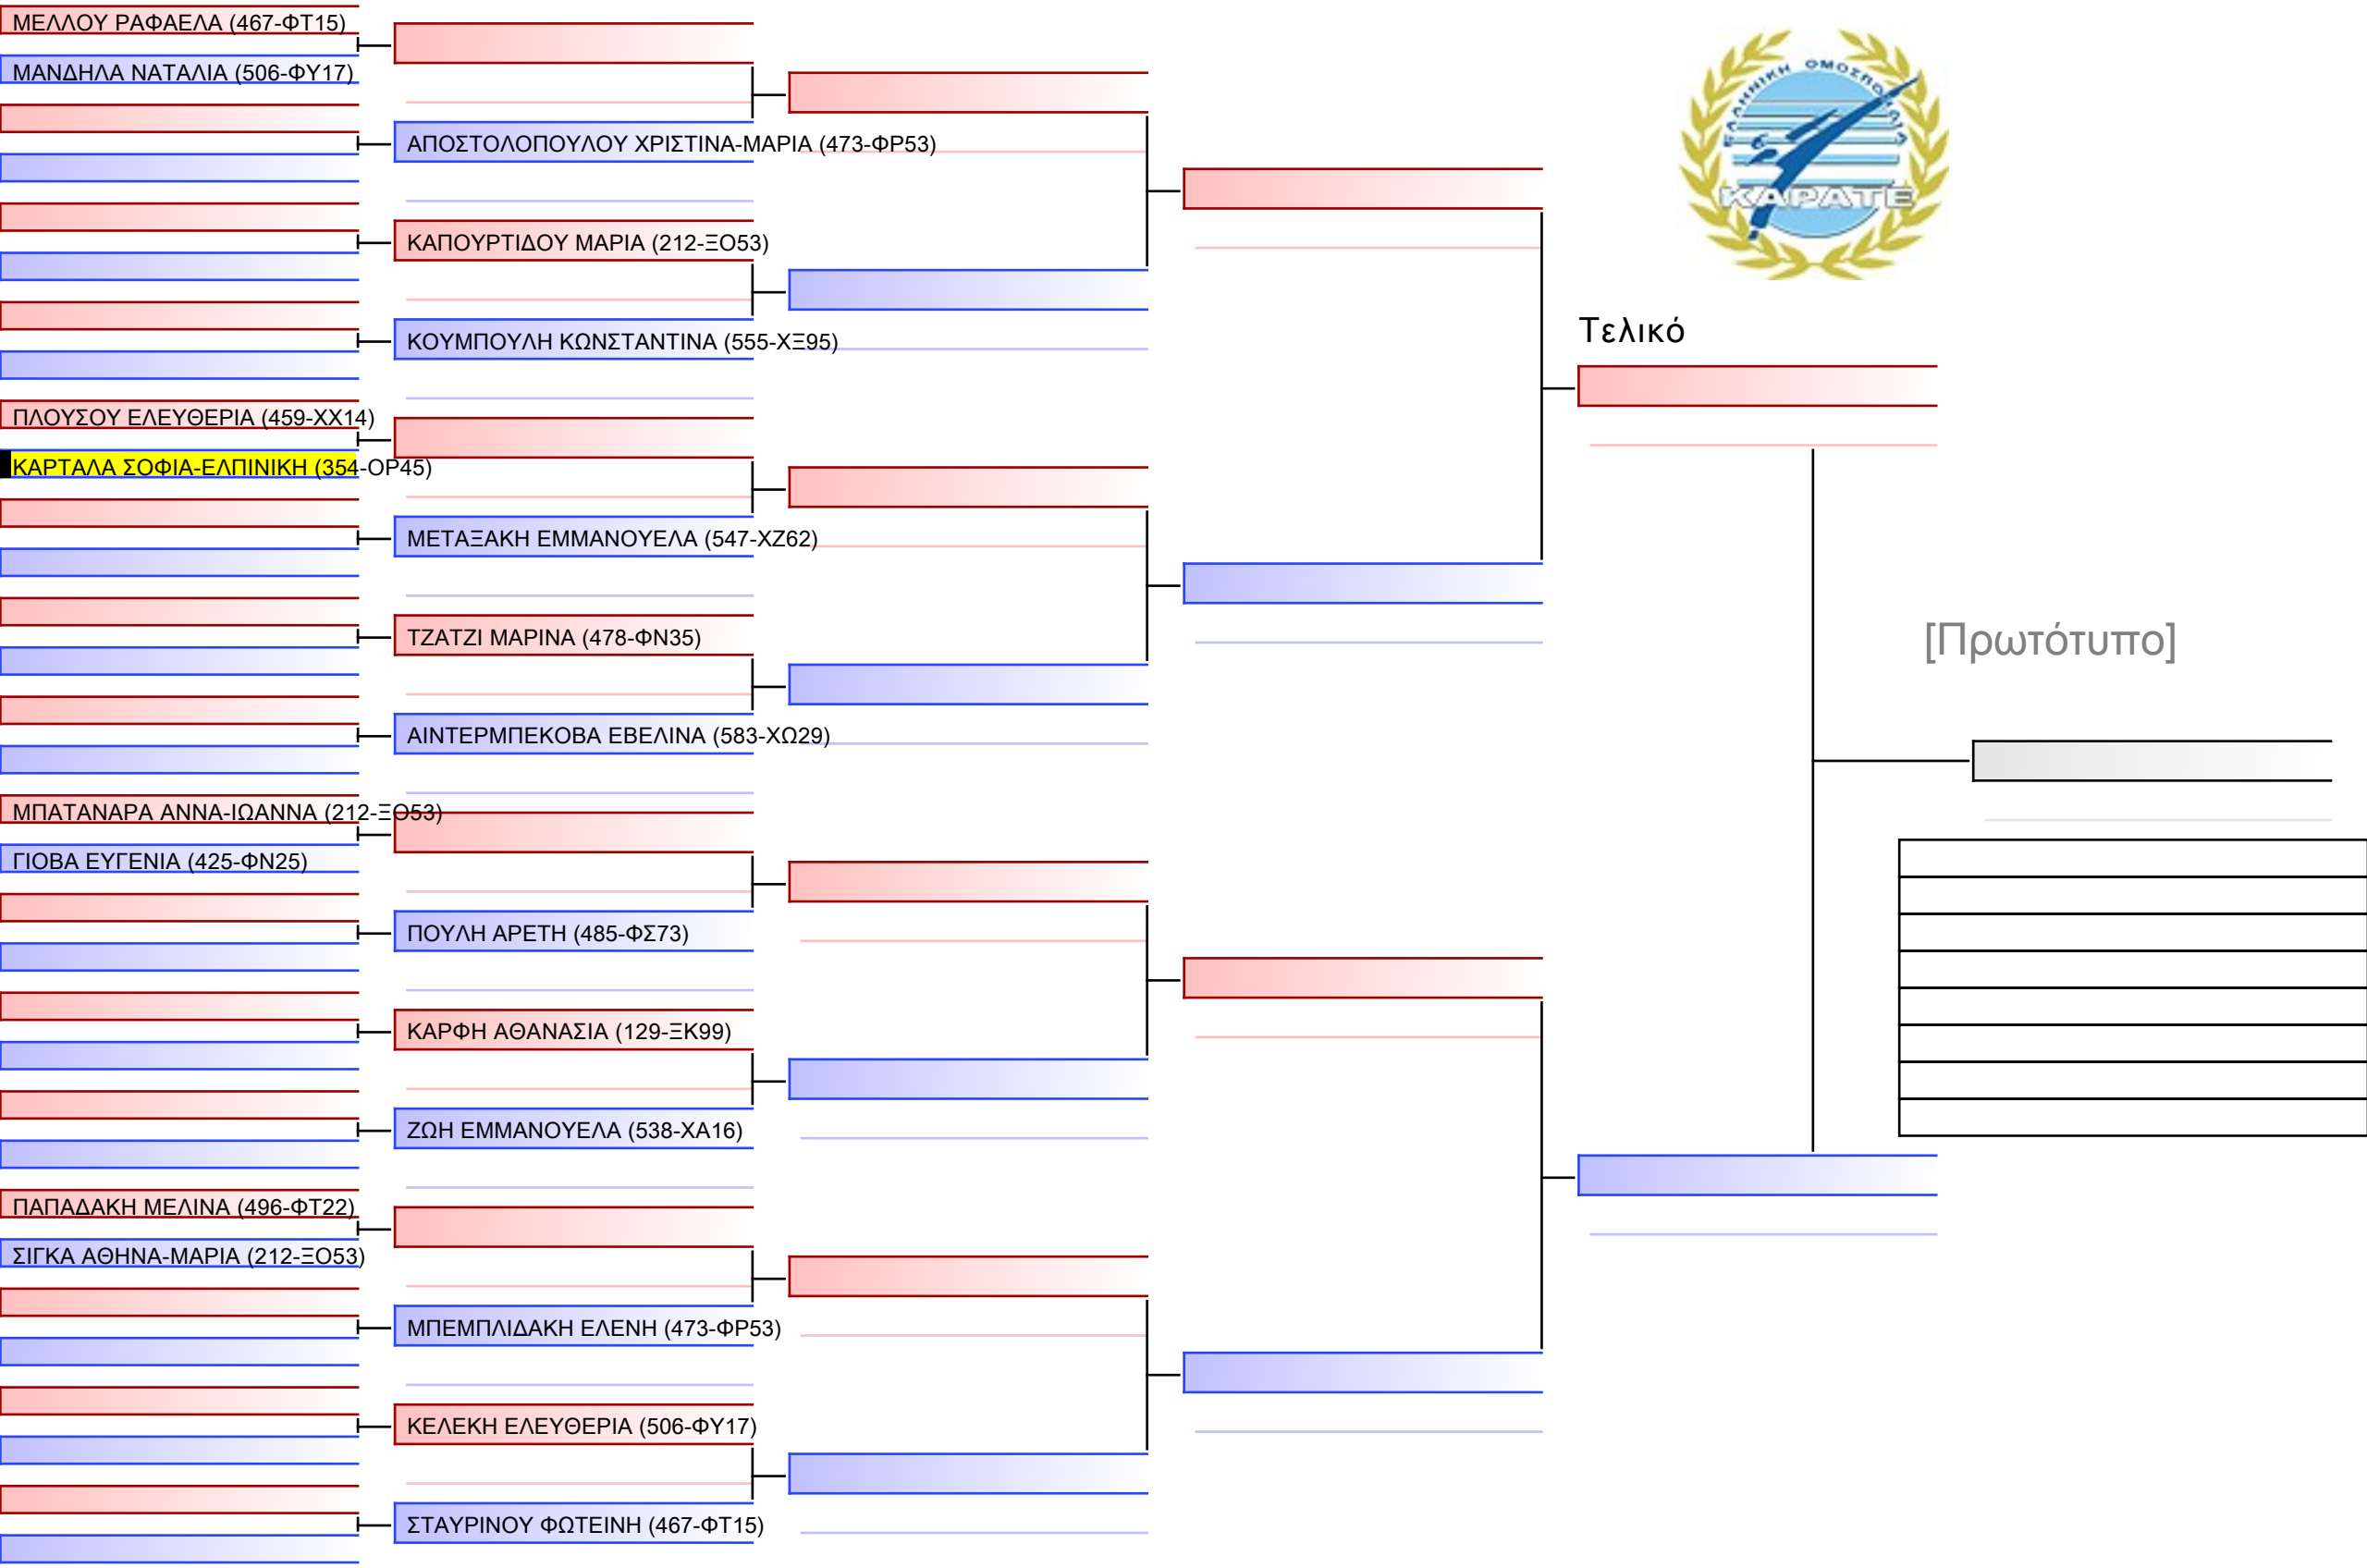 ΜΕΛΛΟΥ ΡΑΦΑΕΛΑ (467-ΦΤ15)
ΜΑΝΔΗΛΑ ΝΑΤΑΛΙΑ (506-ΦΥ17)
ΑΠΟΣΤΟΛΟΠΟΥΛΟΥ ΧΡΙΣΤΙΝΑ-ΜΑΡΙΑ (473-ΦΡ53)
ΚΑΠΟΥΡΤΙΔΟΥ ΜΑΡΙΑ (212-ΞΟ53)
ΚΟΥΜΠΟΥΛΗ ΚΩΝΣΤΑΝΤΙΝΑ (555-ΧΞ95)
ΠΛΟΥΣΟΥ ΕΛΕΥΘΕΡΙΑ (459-ΧΧ14)
ΚΑΡΤΑΛΑ ΣΟΦΙΑ-ΕΛΠΙΝΙΚΗ (354-ΟΡ45)
ΜΕΤΑΞΑΚΗ ΕΜΜΑΝΟΥΕΛΑ (547-ΧΖ62)
ΤΖΑΤΖΙ ΜΑΡΙΝΑ (478-ΦΝ35)
ΑΙΝΤΕΡΜΠΕΚΟΒΑ ΕΒΕΛΙΝΑ (583-ΧΩ29)
ΜΠΑΤΑΝΑΡΑ ΑΝΝΑ-ΙΩΑΝΝΑ (212-ΞΟ53)
ΓΙΟΒΑ ΕΥΓΕΝΙΑ (425-ΦΝ25)
ΠΟΥΛΗ ΑΡΕΤΗ (485-ΦΣ73)
ΚΑΡΦΗ ΑΘΑΝΑΣΙΑ (129-ΞΚ99)
ΖΩΗ ΕΜΜΑΝΟΥΕΛΑ (538-ΧΑ16)
ΠΑΠΑΔΑΚΗ ΜΕΛΙΝΑ (496-ΦΤ22)
ΣΙΓΚΑ ΑΘΗΝΑ-ΜΑΡΙΑ (212-ΞΟ53)
ΜΠΕΜΠΛΙΔΑΚΗ ΕΛΕΝΗ (473-ΦΡ53)
ΚΕΛΕΚΗ ΕΛΕΥΘΕΡΙΑ (506-ΦΥ17)
ΣΤΑΥΡΙΝΟΥ ΦΩΤΕΙΝΗ (467-ΦΤ15)
ΕΛΛΗΝΙΚΗ ΟΜΟΣΠΟΝΔΙΑ
ΚΑΡΑΤΕ
Τελικό
[Πρωτότυπο]